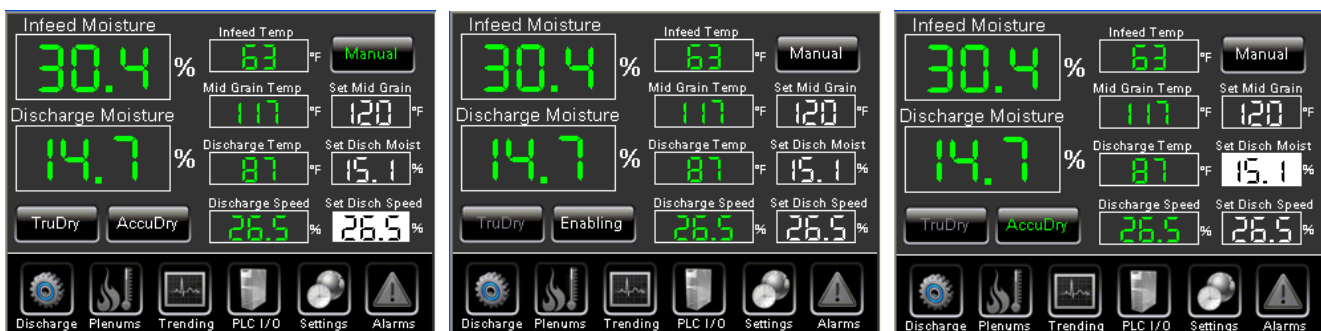 Infeed Moisture
30.4 %
Infeed Temp
63 °F
Manual
Mid Grain Temp
117 °F
Set Mid Grain
120 °F
Discharge Moisture
14.7 %
Discharge Temp
87 °F
Set Disch Moist
15.1 %
TruDry
AccuDry
Discharge Speed
26.5 %
Set Disch Speed
26.5 %
Discharge Plenums Trending PLC I/O Settings Alarms
Infeed Moisture
30.4 %
Infeed Temp
63 °F
Manual
Mid Grain Temp
117 °F
Set Mid Grain
120 °F
Discharge Moisture
14.7 %
Discharge Temp
87 °F
Set Disch Moist
15.1 %
TruDry
Enabling
Discharge Speed
26.5 %
Set Disch Speed
26.5 %
Discharge Plenums Trending PLC I/O Settings Alarms
Infeed Moisture
30.4 %
Infeed Temp
63 °F
Manual
Mid Grain Temp
117 °F
Set Mid Grain
120 °F
Discharge Moisture
14.7 %
Discharge Temp
87 °F
Set Disch Moist
15.1 %
TruDry
AccuDry
Discharge Speed
26.5 %
Set Disch Speed
26.5 %
Discharge Plenums Trending PLC I/O Settings Alarms